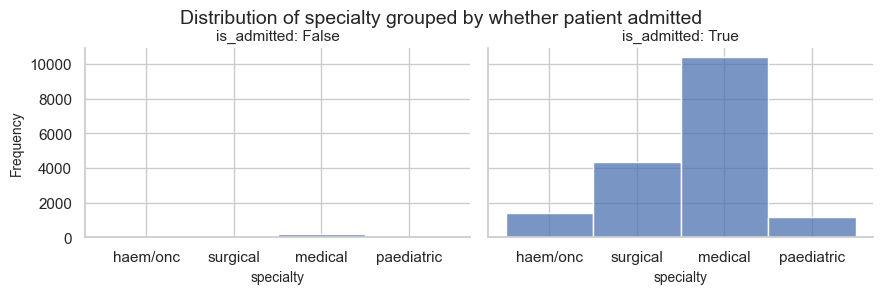 Distribution of specialty grouped by whether patient admitted
is_admitted: False
is_admitted: True
Frequency
10000
8000
6000
4000
2000
0
haem/onc surgical medical paediatric
specialty
haem/onc surgical medical paediatric
specialty